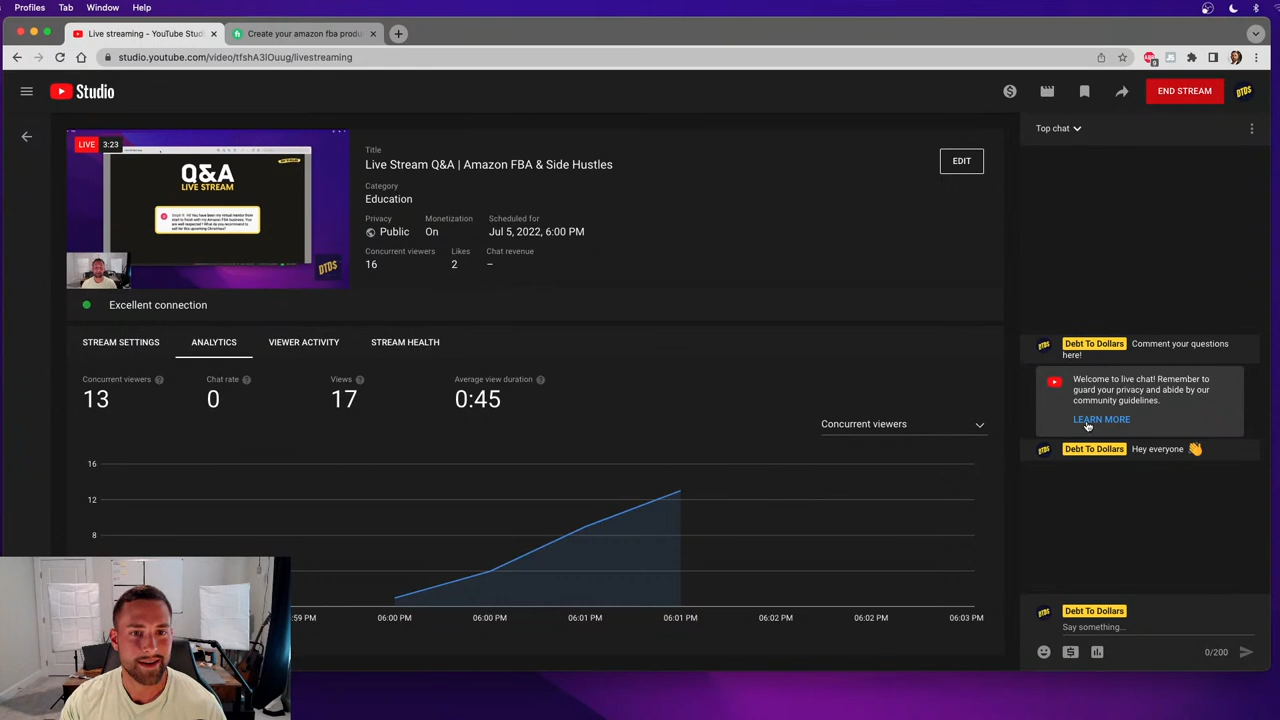 Profiles Tab Window Help
Live streaming - YouTube Studi
Create your amazon fba produ
studio.youtube.com/video/tfshA3lOuug/livestreaming
9
Studio
END STREAM
DTDS
LIVE 3:23
Q&A
LIVE STREAM
DTDS
Title
Live Stream Q&A | Amazon FBA & Side Hustles
EDIT
Category
Education
Privacy
Public
Monetization
On
Scheduled for
Jul 5, 2022, 6:00 PM
Concurrent viewers
16
Likes
2
Chat revenue
–
Excellent connection
STREAM SETTINGS
ANALYTICS
VIEWER ACTIVITY
STREAM HEALTH
Concurrent viewers
13
Chat rate
0
Views
17
Average view duration
0:45
Concurrent viewers
16
12
8
:59 PM
06:00 PM
06:00 PM
06:01 PM
06:01 PM
06:02 PM
06:02 PM
06:03 PM
Top chat
Debt To Dollars Comment your questions
here!
Welcome to live chat! Remember to
guard your privacy and abide by our
community guidelines.
LEARN MORE
Debt To Dollars Hey everyone
Debt To Dollars
Say something...
0/200